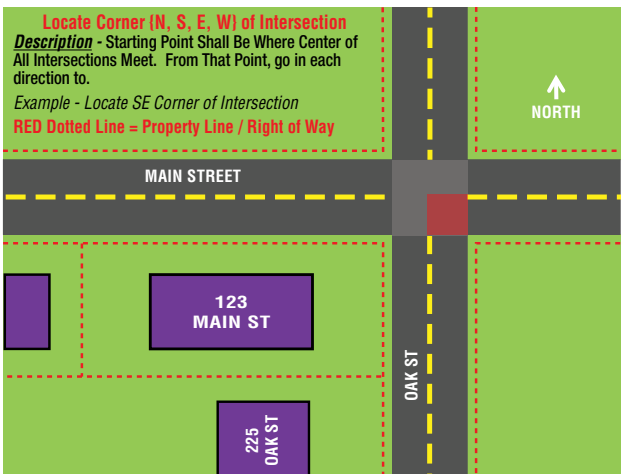 Locate Corner {N, S, E, W} of Intersection
Description - Starting Point Shall Be Where Center of
All Intersections Meet. From That Point, go in each
direction to.
Example - Locate SE Corner of Intersection
RED Dotted Line = Property Line / Right of Way
NORTH
MAIN STREET
123
MAIN ST
OAK ST
225
OAK ST